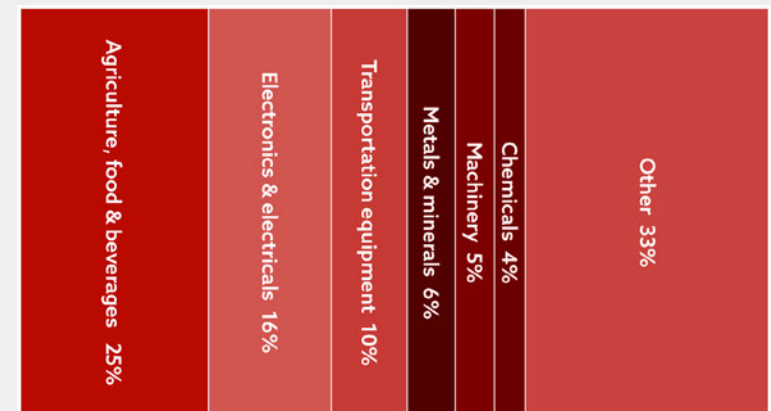 Agriculture, food & beverages 25%
Electronics & electricals 16%
Transportation equipment 10%
Metals & minerals 6%
Machinery 5%
Chemicals 4%
Other 33%